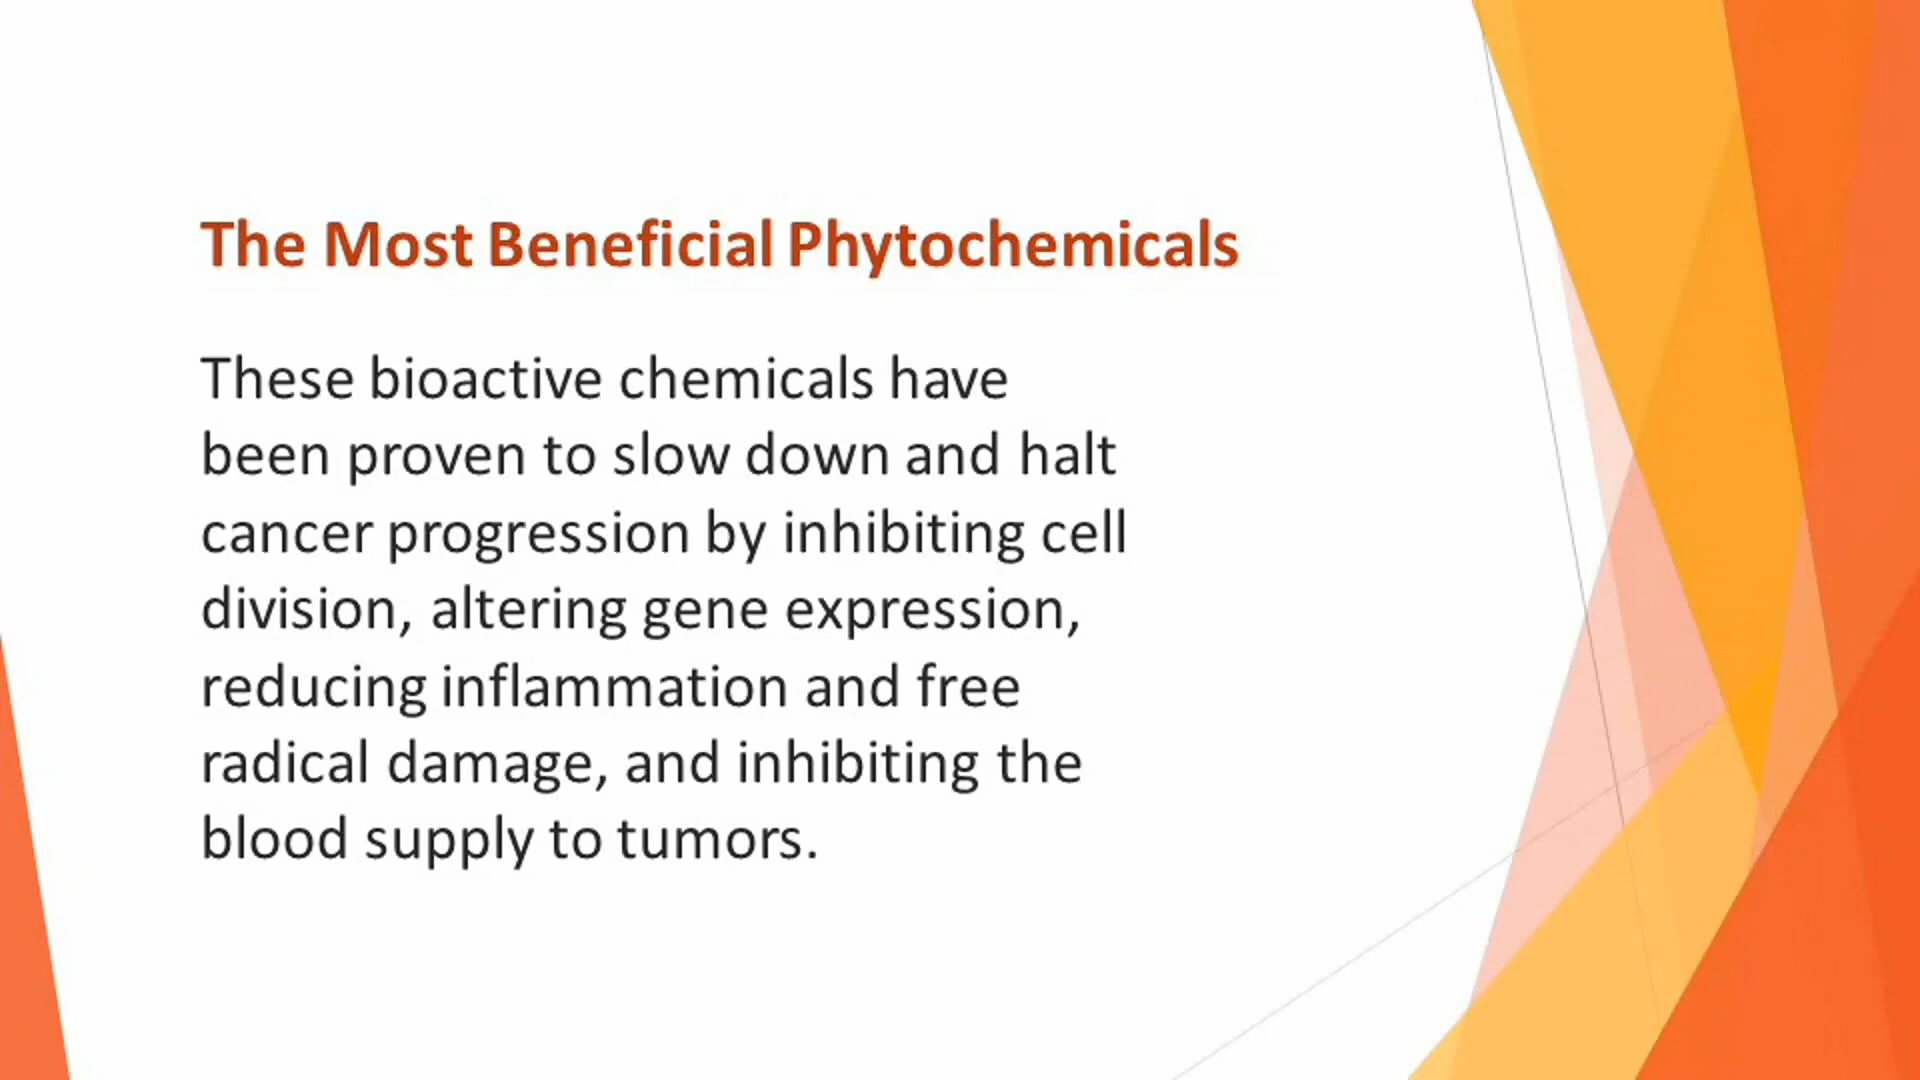 The Most Beneficial Phytochemicals
These bioactive chemicals have
been proven to slow down and halt
cancer progression by inhibiting cell
division, altering gene expression,
reducing inflammation and free
radical damage, and inhibiting the
blood supply to tumors.